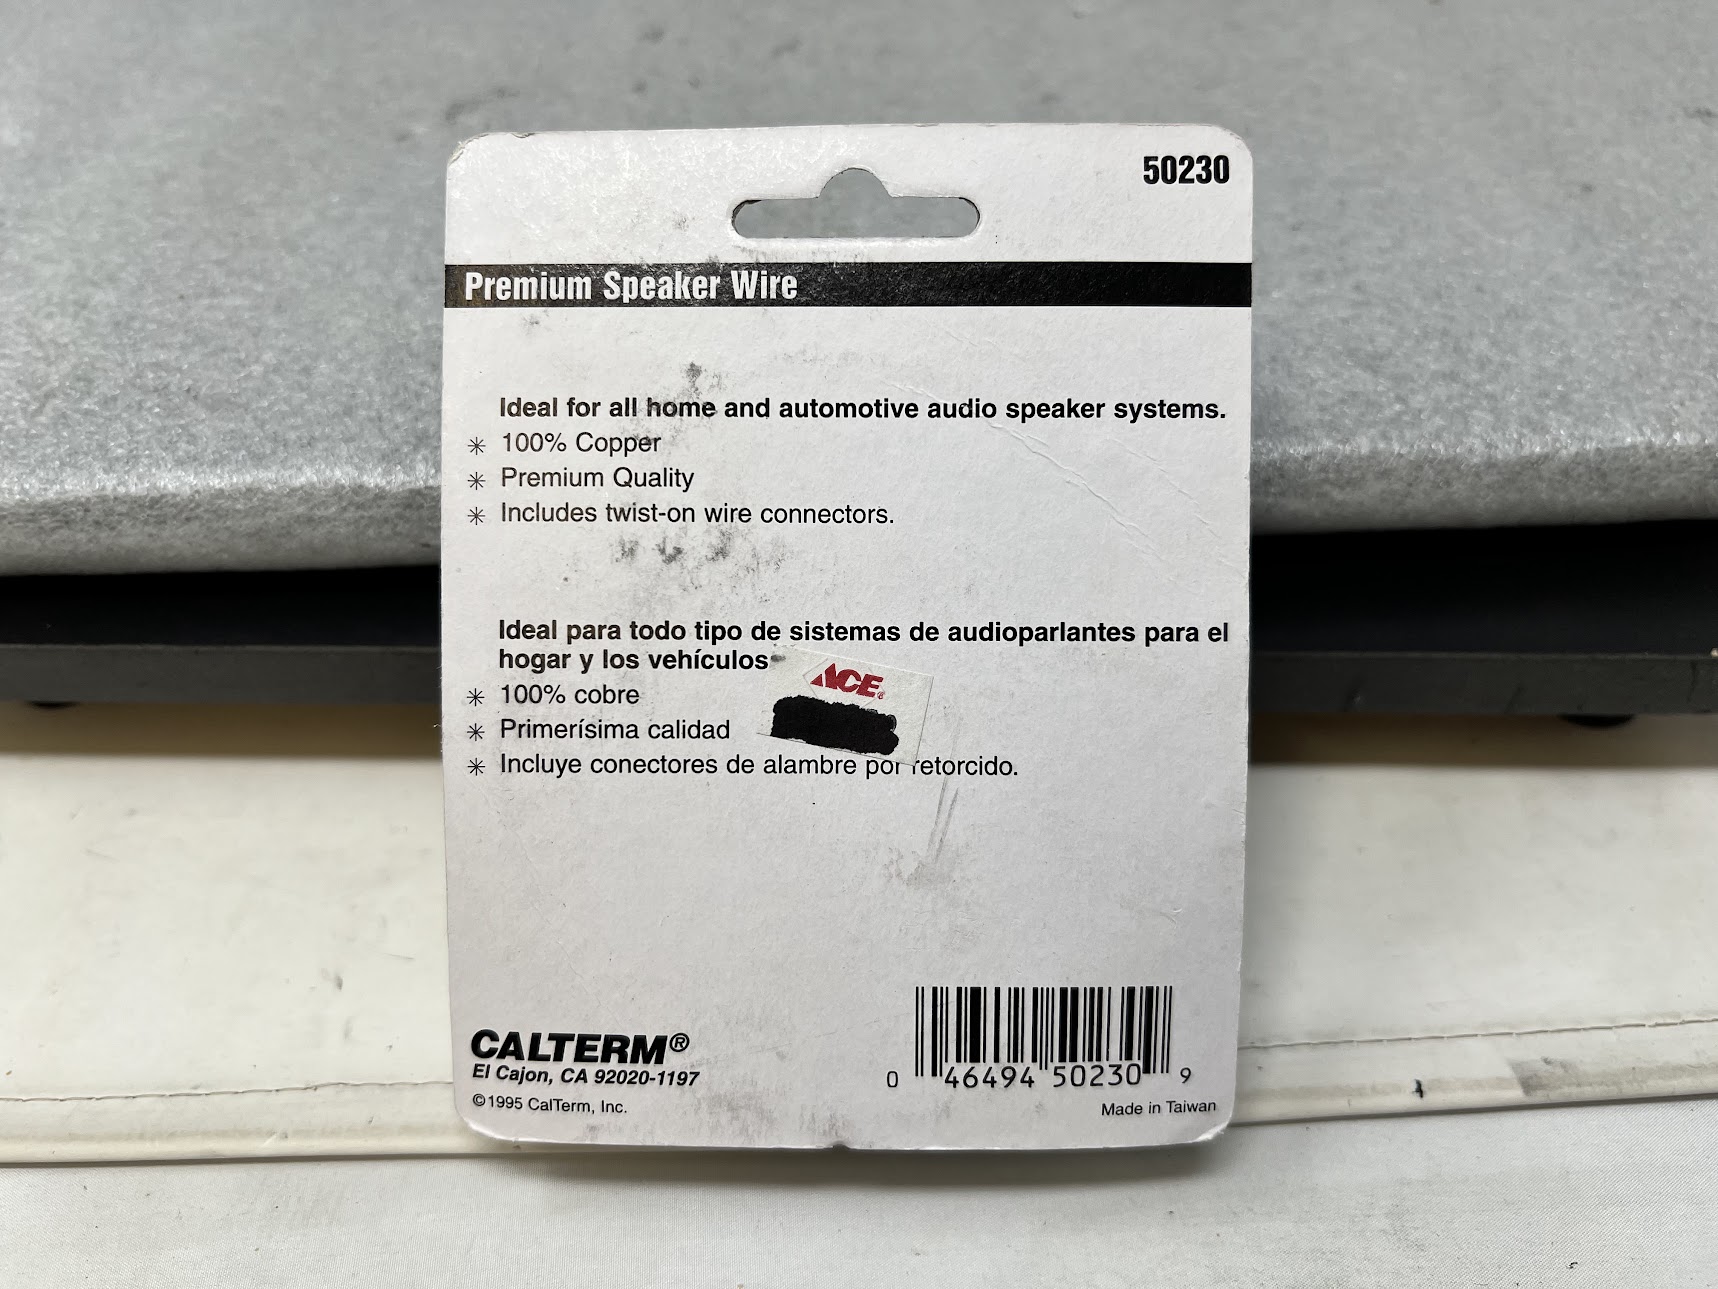 50230
Premium Speaker Wire
Ideal for all home and automotive audio speaker systems.
✳ 100% Copper
✳ Premium Quality
✳ Includes twist-on wire connectors.
Ideal para todo tipo de sistemas de audioparlantes para el
hogar y los vehículos
ACE
✳ 100% cobre
✳ Primerísima calidad
✳ Incluye conectores de alambre por retorcido.
CALTERM®
El Cajon, CA 92020-1197
©1995 CalTerm, Inc.
0 46494 50230 9
Made in Taiwan